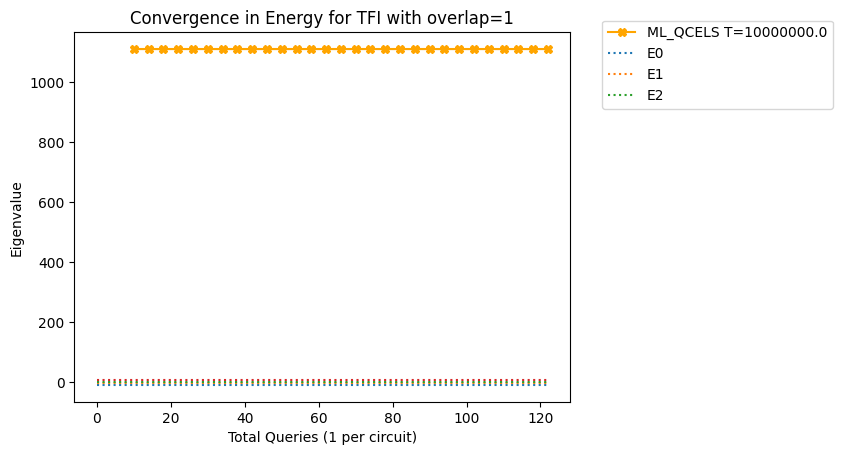 Convergence in Energy for TFI with overlap=1
ML_QCELS T=10000000.0
E0
E1
E2
Eigenvalue
1000
800
600
400
200
0
0 20 40 60 80 100 120
Total Queries (1 per circuit)